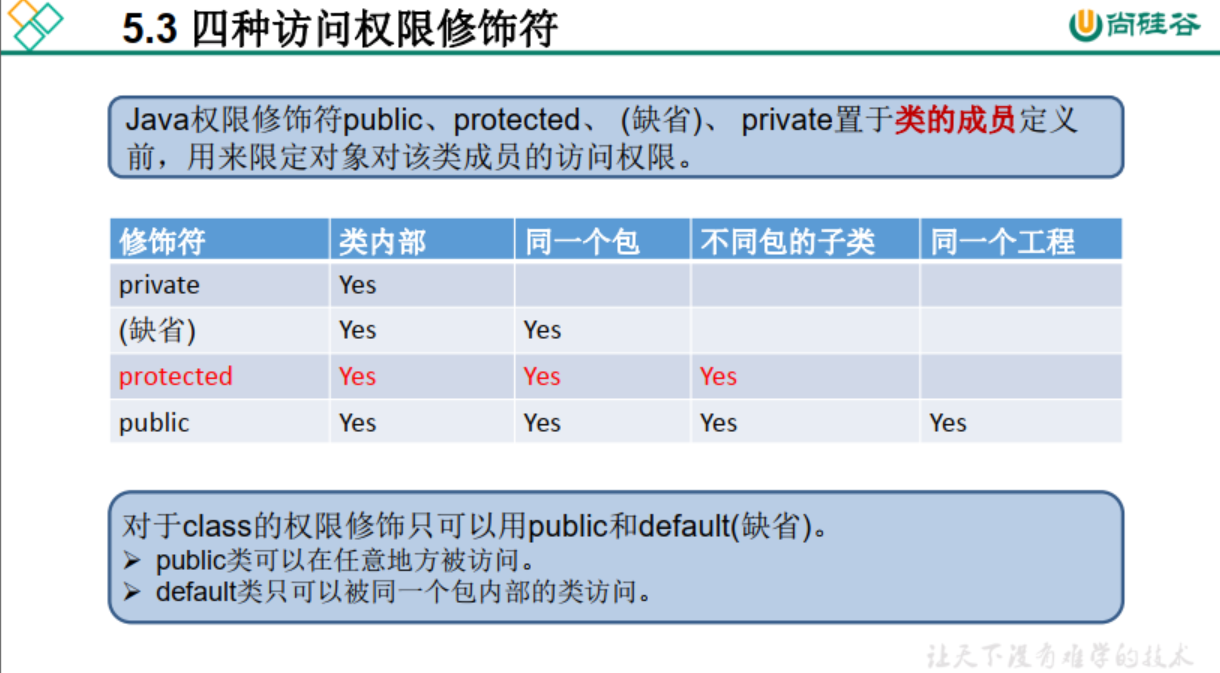 5.3 四种访问权限修饰符
尚硅谷
Java权限修饰符public、protected、 (缺省)、 private置于类的成员定义
前，用来限定对象对该类成员的访问权限。
修饰符 类内部 同一个包 不同包的子类 同一个工程
private Yes
(缺省) Yes Yes
protected Yes Yes Yes
public Yes Yes Yes Yes
对于class的权限修饰只可以用public和default(缺省)。
➢ public类可以在任意地方被访问。
➢ default类只可以被同一个包内部的类访问。
让天下没有难学的技术